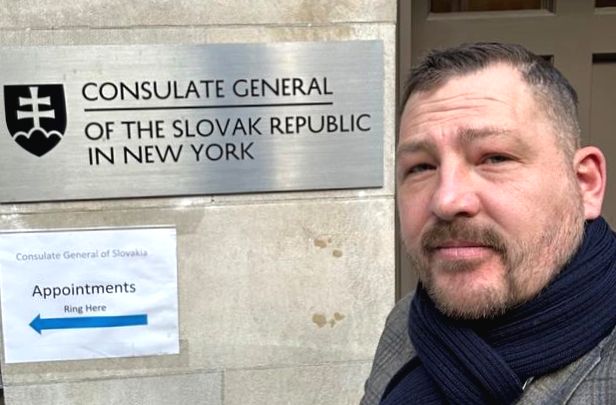 CONSULATE GENERAL
OF THE SLOVAK REPUBLIC
IN NEW YORK
Consulate General of Slovakia
Appointments
Ring Here